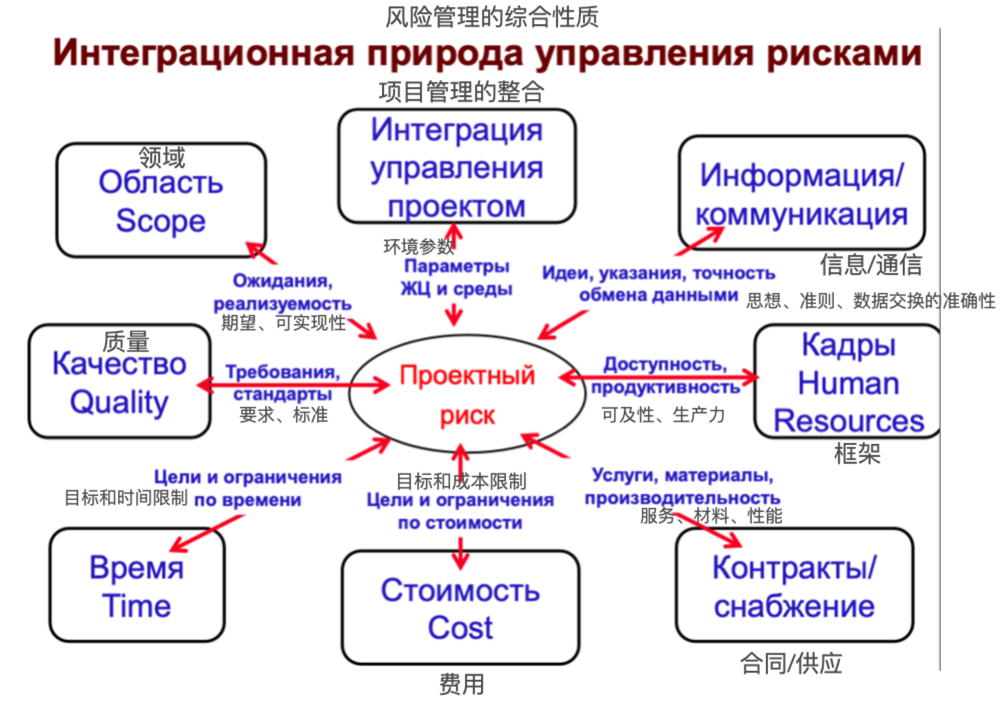 风险管理的综合性质
Интеграционная природа управления рисками
项目管理的整合
Интеграция
управления
проектом
领域
Область
Scope
Информация/
коммуникация
信息/通信
环境参数
Параметры
ЖЦ и среды
Ожидания,
реализуемость
期望、可实现性
Идеи, указания, точность
обмена данными
思想、准则、数据交换的准确性
质量
Качество
Quality
Требования,
стандарты
要求、标准
Проектный
риск
Доступность,
продуктивность
可及性、生产力
Кадры
Human
Resources
框架
Цели и ограничения
по времени
目标和时间限制
目标和成本限制
Цели и ограничения
по стоимости
Услуги, материалы,
производительность
服务、材料、性能
Время
Time
Стоимость
Cost
费用
Контракты/
снабжение
合同/供应